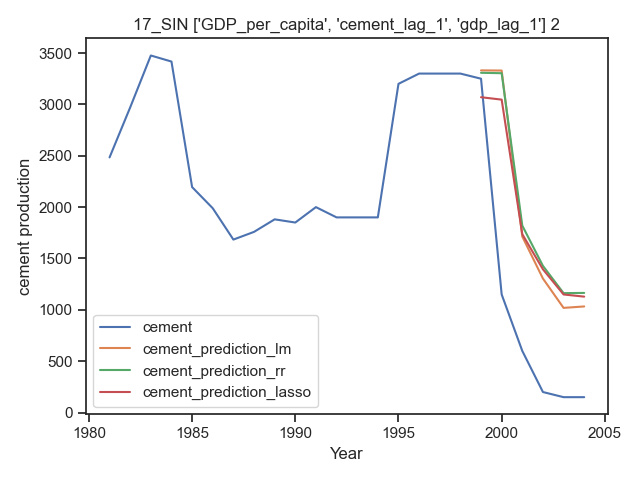 17_SIN ['GDP_per_capita', 'cement_lag_1', 'gdp_lag_1'] 2
cement production
3500
3000
2500
2000
1500
1000
500
0
cement
cement_prediction_lm
cement_prediction_rr
cement_prediction_lasso
1980
1985
1990
1995
2000
2005
Year